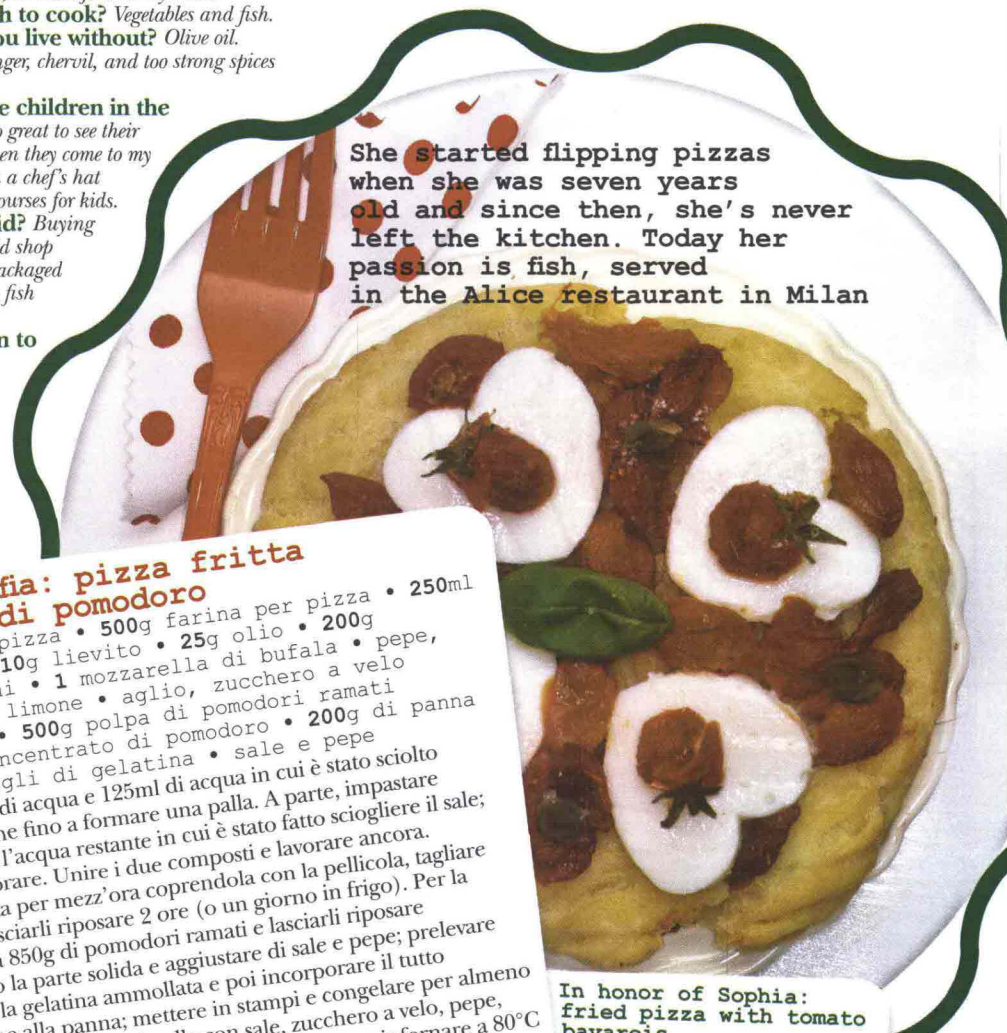 h to cook? Vegetables and fish.
ou live without? Olive oil.
nger, chervil, and too strong spices
e children in the
o great to see their
en they come to my
a chef's hat
ourses for kids.
id? Buying
d shop
ackaged
fish
n to
She started flipping pizzas
when she was seven years
old and since then, she's never
left the kitchen. Today her
passion is fish, served
in the Alice restaurant in Milan
fia: pizza fritta
di pomodoro
pizza • 500g farina per pizza • 250ml
10g lievito • 25g olio • 200g
i • 1 mozzarella di bufala • pepe,
limone • aglio, zucchero a velo
• 500g polpa di pomodori ramati
ncentrato di pomodoro • 200g di panna
gli di gelatina • sale e pepe
di acqua e 125ml di acqua in cui è stato sciolto
ne fino a formare una palla. A parte, impastare
l'acqua restante in cui è stato fatto sciogliere il sale;
orare. Unire i due composti e lavorare ancora.
a per mezz'ora coprendola con la pellicola, tagliare
sciarli riposare 2 ore (o un giorno in frigo). Per la
850g di pomodori ramati e lasciarli riposare
o la parte solida e aggiustare di sale e pepe; prelevare
la gelatina ammollata e poi incorporare il tutto
alla panna; mettere in stampi e congelare per almeno
con sale, zucchero a velo, pepe,
fornare a 80°C
In honor of Sophia:
fried pizza with tomato
bavarois